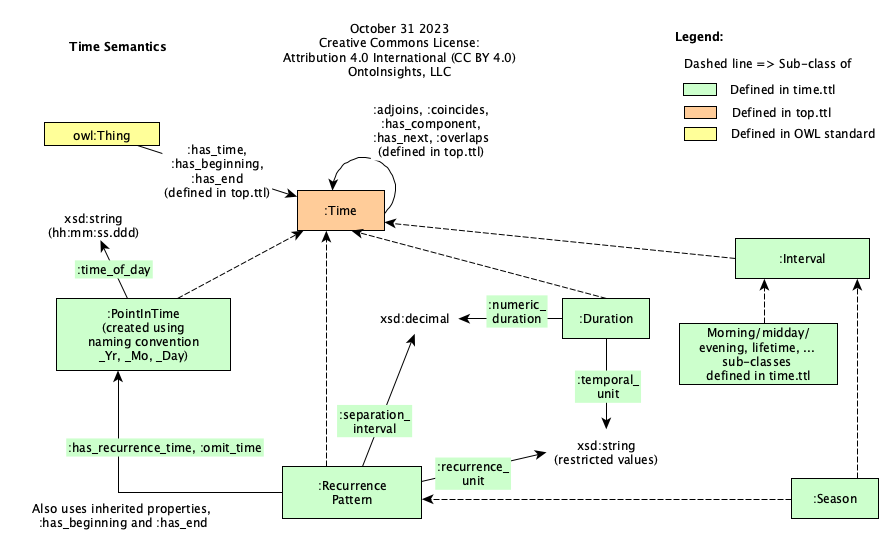 October 31 2023
Creative Commons License:
Attribution 4.0 International (CC BY 4.0)
OntoInsights, LLC
Time Semantics
Legend:
Dashed line => Sub-class of
Defined in time.ttl
Defined in top.ttl
Defined in OWL standard
owl:Thing
:has_time,
:has_beginning,
:has_end
(defined in top.ttl)
:adjoins, :coincides,
:has_component,
:has_next, :overlaps
(defined in top.ttl)
:Time
xsd:string
(hh:mm:ss.ddd)
:time_of_day
:PointInTime
(created using
naming convention
_Yr, _Mo, _Day)
xsd:decimal
:numeric_
duration
:Duration
:Interval
Morning/midday/
evening, lifetime, ...
sub-classes
defined in time.ttl
:temporal_
unit
:separation_
interval
xsd:string
(restricted values)
:has_recurrence_time, :omit_time
:recurrence_
unit
:Recurrence
Pattern
:Season
Also uses inherited properties,
:has_beginning and :has_end